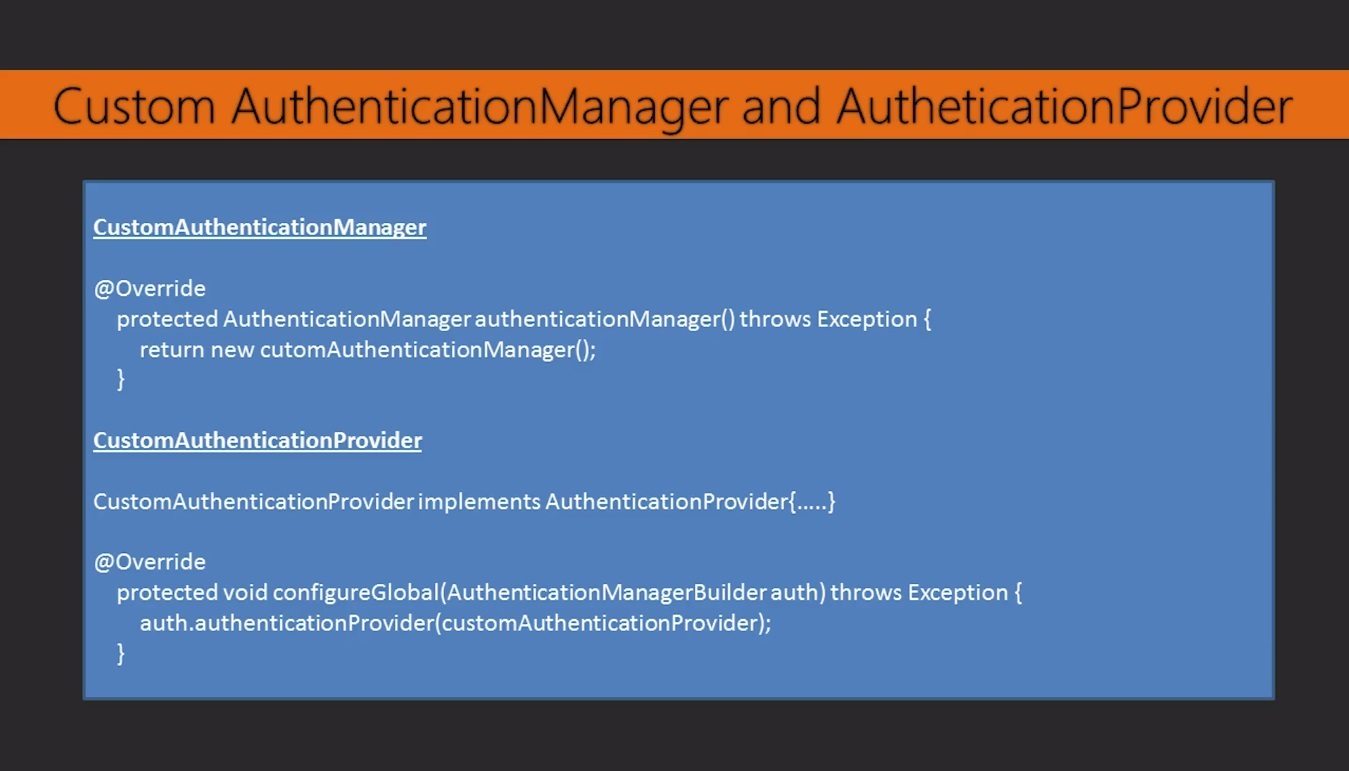 Custom AuthenticationManager and AutheticationProvider
CustomAuthenticationManager
@Override
protected AuthenticationManager authenticationManager() throws Exception {
return new cutomAuthenticationManager();
}
CustomAuthenticationProvider
CustomAuthenticationProvider implements AuthenticationProvider{.....}
@Override
protected void configureGlobal(AuthenticationManagerBuilder auth) throws Exception {
auth.authenticationProvider(customAuthenticationProvider);
}